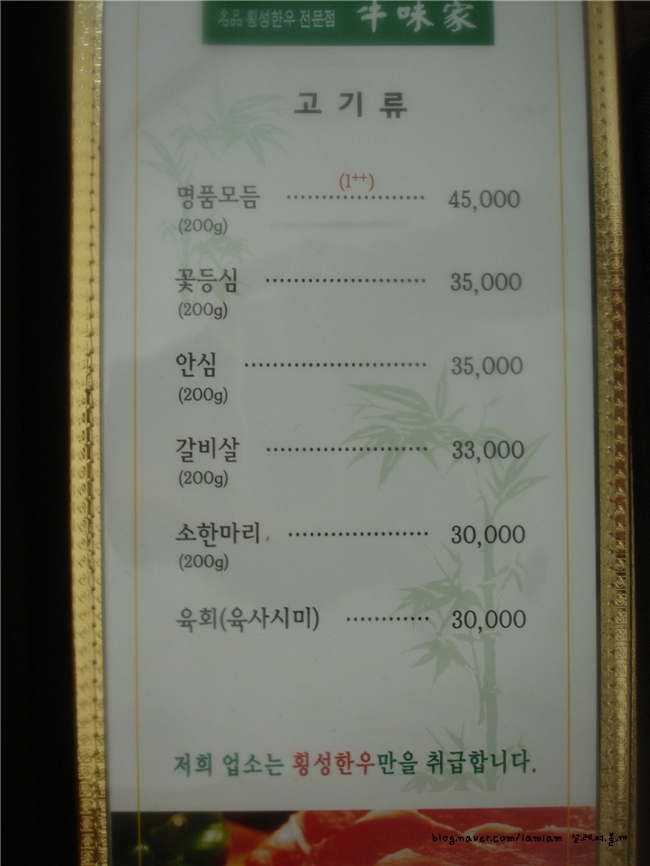 名品 횡성한우 전문점 牛味家
고기류
(1++)
명품모듬 ···················· 45,000
(200g)
꽃등심 ······················· 35,000
(200g)
안심 ·························· 35,000
(200g)
갈비살 ······················· 33,000
(200g)
소한마리 ···················· 30,000
(200g)
육회(육사시미) ············ 30,000
저희 업소는 횡성한우만을 취급합니다.
blog.naver.com/iamiam